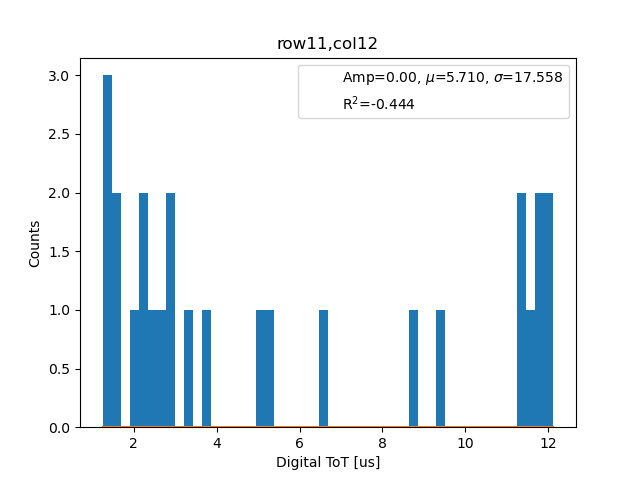 row11,col12
Amp=0.00, μ=5.710, σ=17.558
R²=-0.444
3.0
2.5
2.0
1.5
1.0
0.5
0.0
Counts
2 4 6 8 10 12
Digital ToT [us]